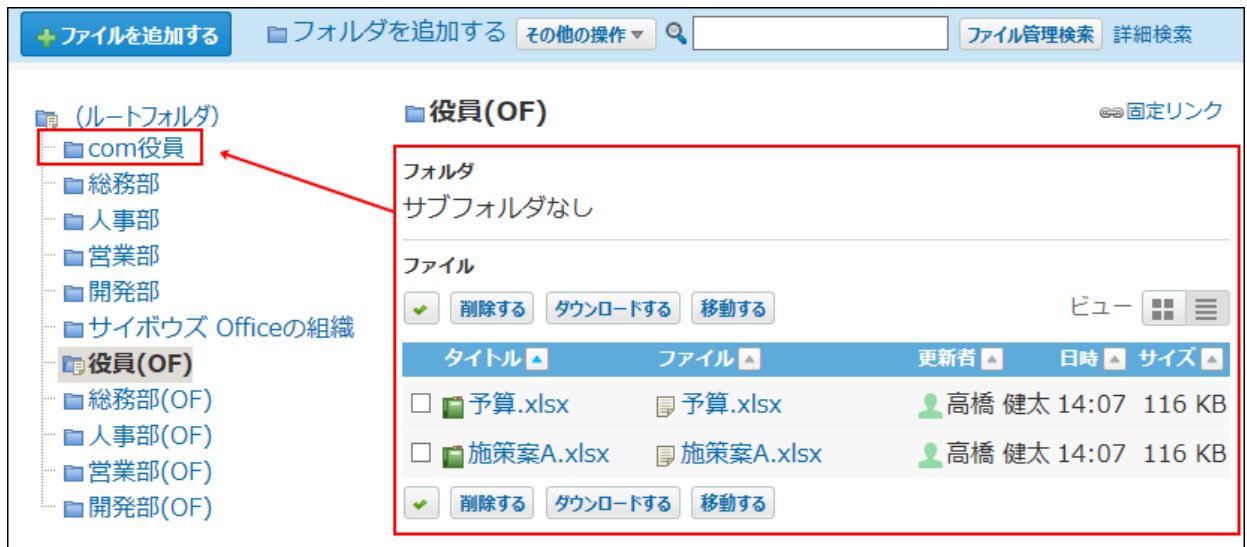 ファイルを追加する フォルダを追加する その他の操作 ファイル管理検索 詳細検索
(ルートフォルダ)
com役員
総務部
人事部
営業部
開発部
サイボウズ Officeの組織
役員(OF)
総務部(OF)
人事部(OF)
営業部(OF)
開発部(OF)
役員(OF) 固定リンク
フォルダ
サブフォルダなし
ファイル
削除する ダウンロードする 移動する ビュー
タイトル ファイル 更新者 日時 サイズ
予算.xlsx 予算.xlsx 高橋 健太 14:07 116 KB
施策案A.xlsx 施策案A.xlsx 高橋 健太 14:07 116 KB
削除する ダウンロードする 移動する